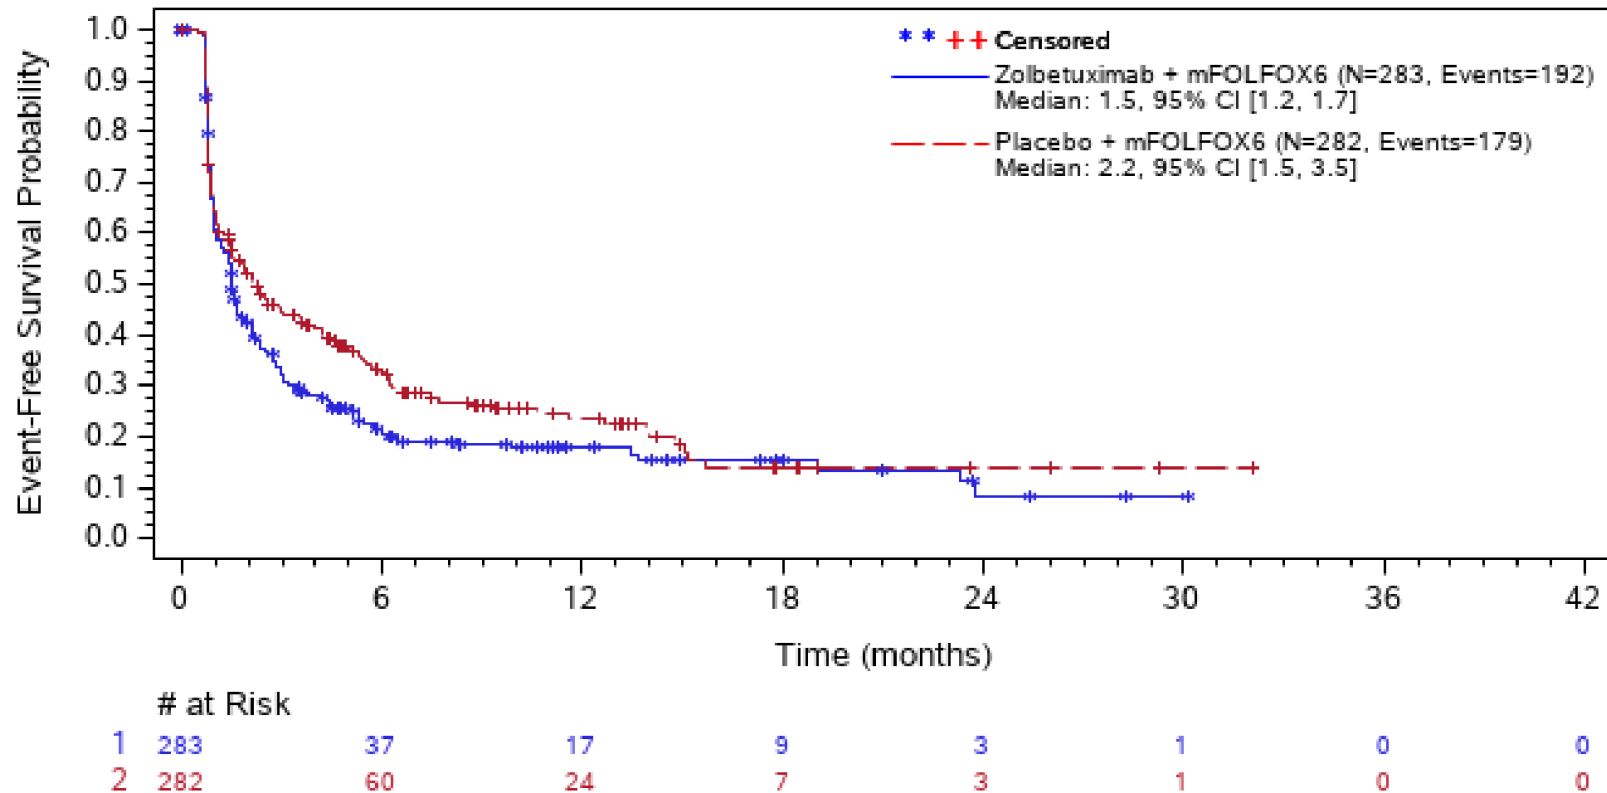 Event-Free Survival Probability
1.0
0.9
0.8
0.7
0.6
0.5
0.4
0.3
0.2
0.1
0.0
Censored
Zolbetuximab + mFOLFOX6 (N=283, Events=192)
Median: 1.5, 95% CI [1.2, 1.7]
Placebo + mFOLFOX6 (N=282, Events=179)
Median: 2.2, 95% CI [1.5, 3.5]
0 6 12 18 24 30 36 42
Time (months)
# at Risk
1 283 37 17 9 3 1 0 0
2 282 60 24 7 3 1 0 0